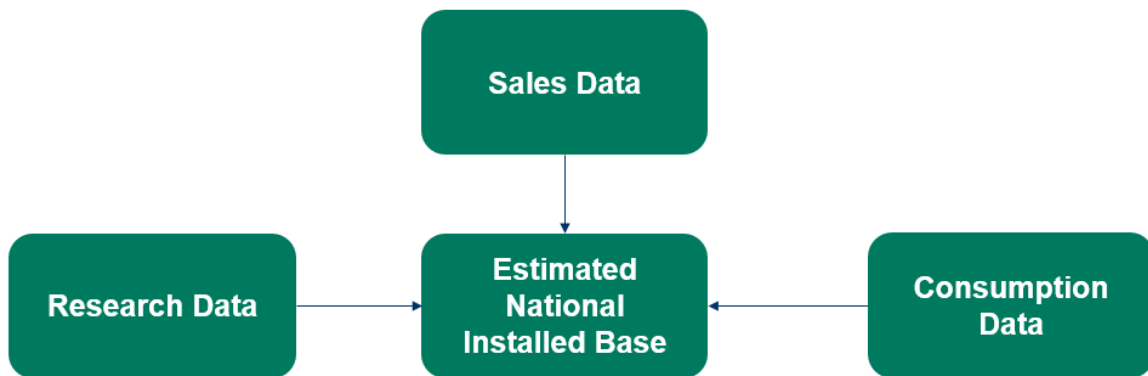 Sales Data
Research Data
Estimated
National
Installed Base
Consumption
Data